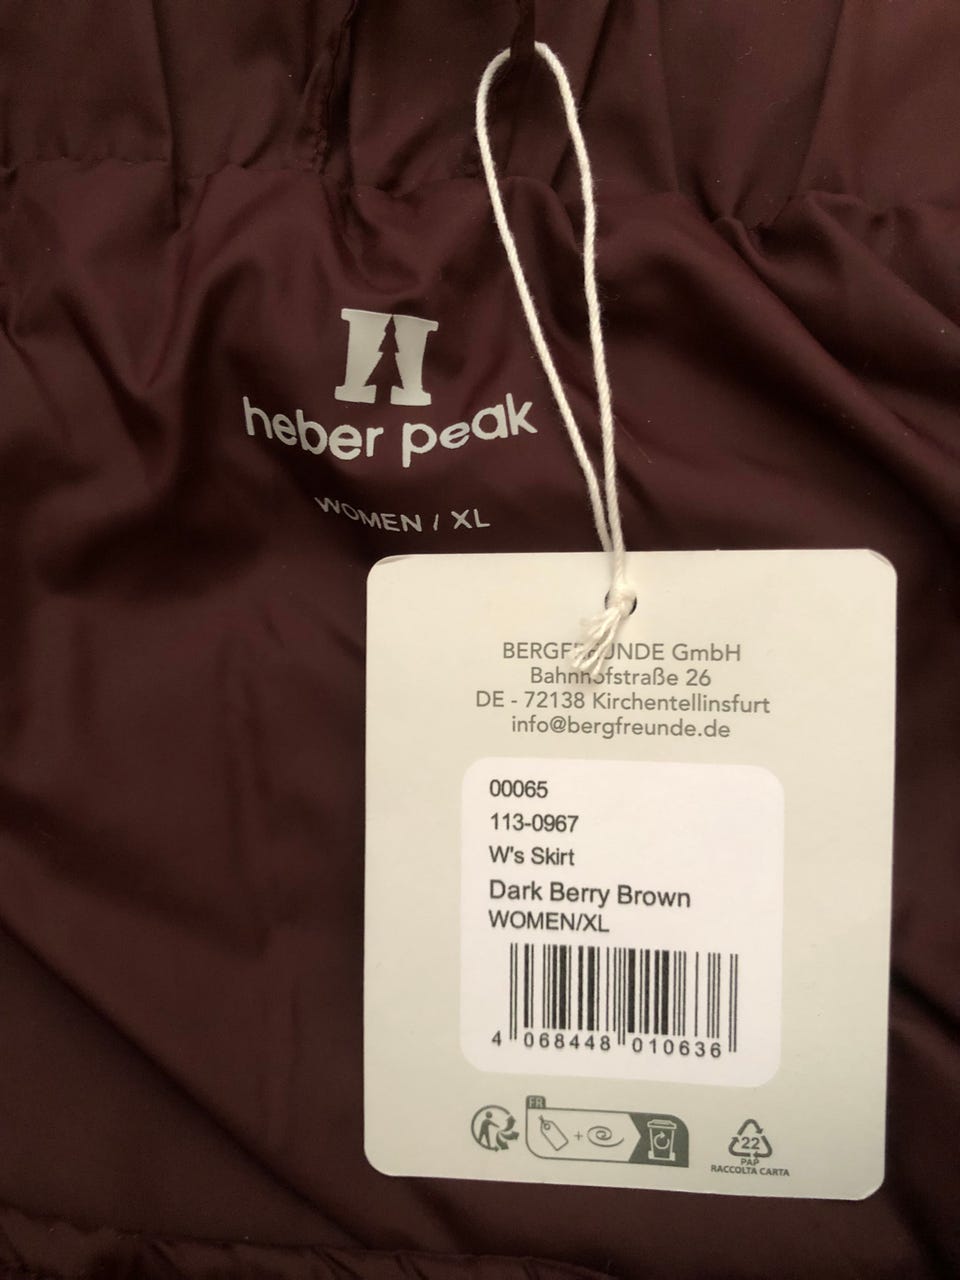 heber peak
WOMEN / XL
BERGFREUNDE GmbH
Bahnhofstraße 26
DE - 72138 Kirchentellinsfurt
info@bergfreunde.de
00065
113-0967
W's Skirt
Dark Berry Brown
WOMEN/XL
4 068448 010636
FR
+
22
PAP
RACCOLTA CARTA